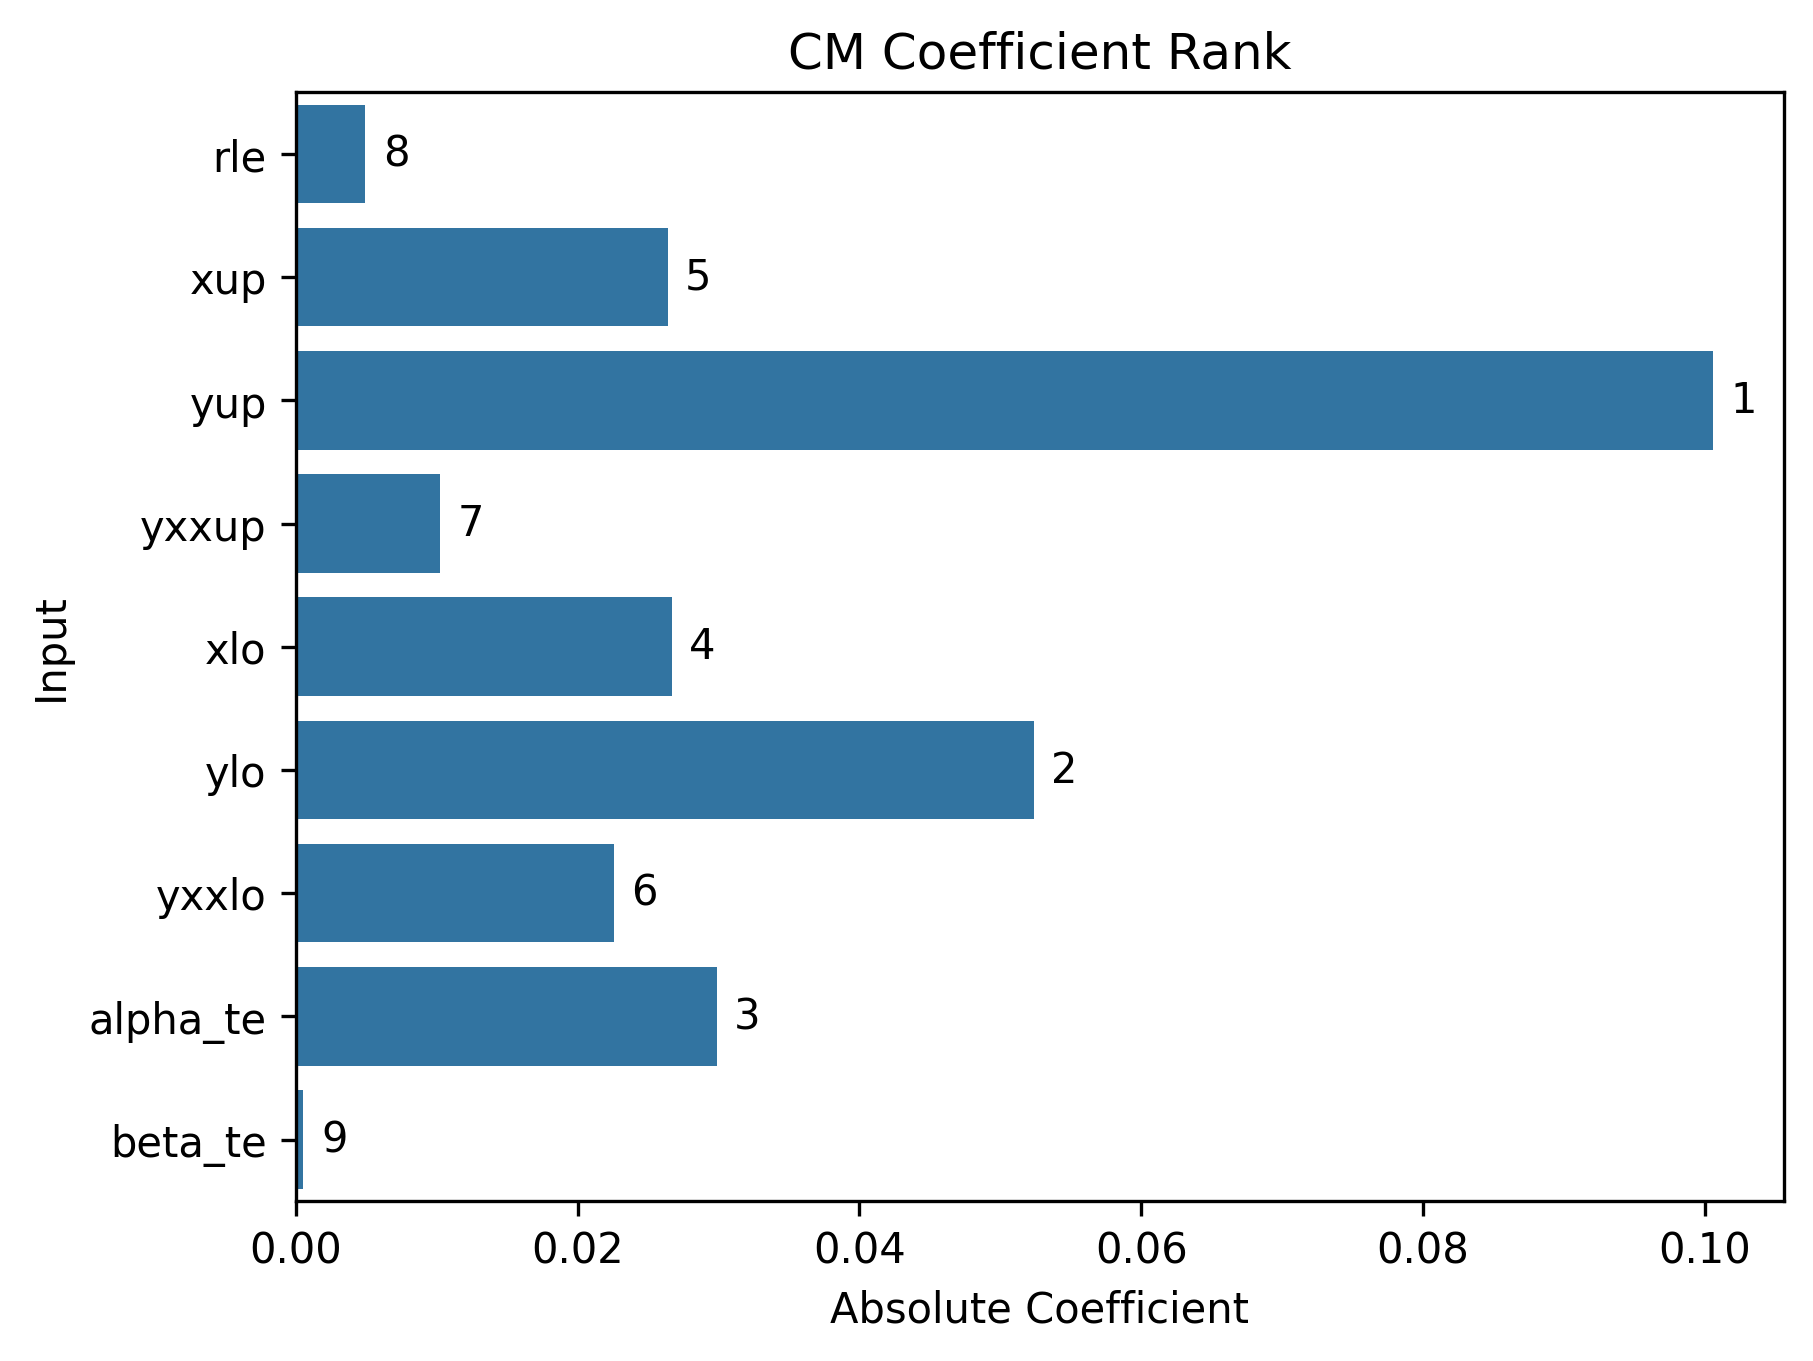 CM Coefficient Rank
rle 8
xup 5
yup 1
yxxup 7
xlo 4
ylo 2
yxxlo 6
alpha_te 3
beta_te 9
Input
0.00 0.02 0.04 0.06 0.08 0.10
Absolute Coefficient